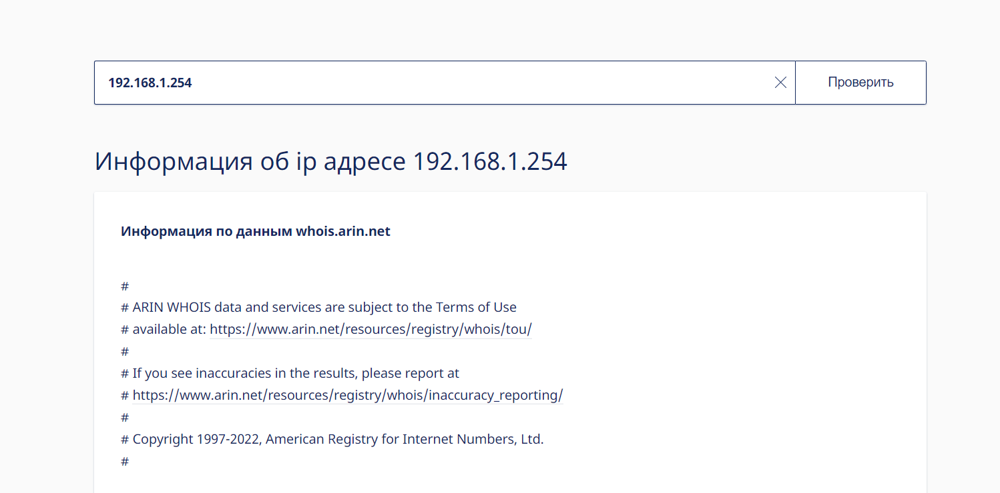 192.168.1.254
Проверить
Информация об ip адресе 192.168.1.254
Информация по данным whois.arin.net
#
# ARIN WHOIS data and services are subject to the Terms of Use
# available at: https://www.arin.net/resources/registry/whois/tou/
#
# If you see inaccuracies in the results, please report at
# https://www.arin.net/resources/registry/whois/inaccuracy_reporting/
#
# Copyright 1997-2022, American Registry for Internet Numbers, Ltd.
#